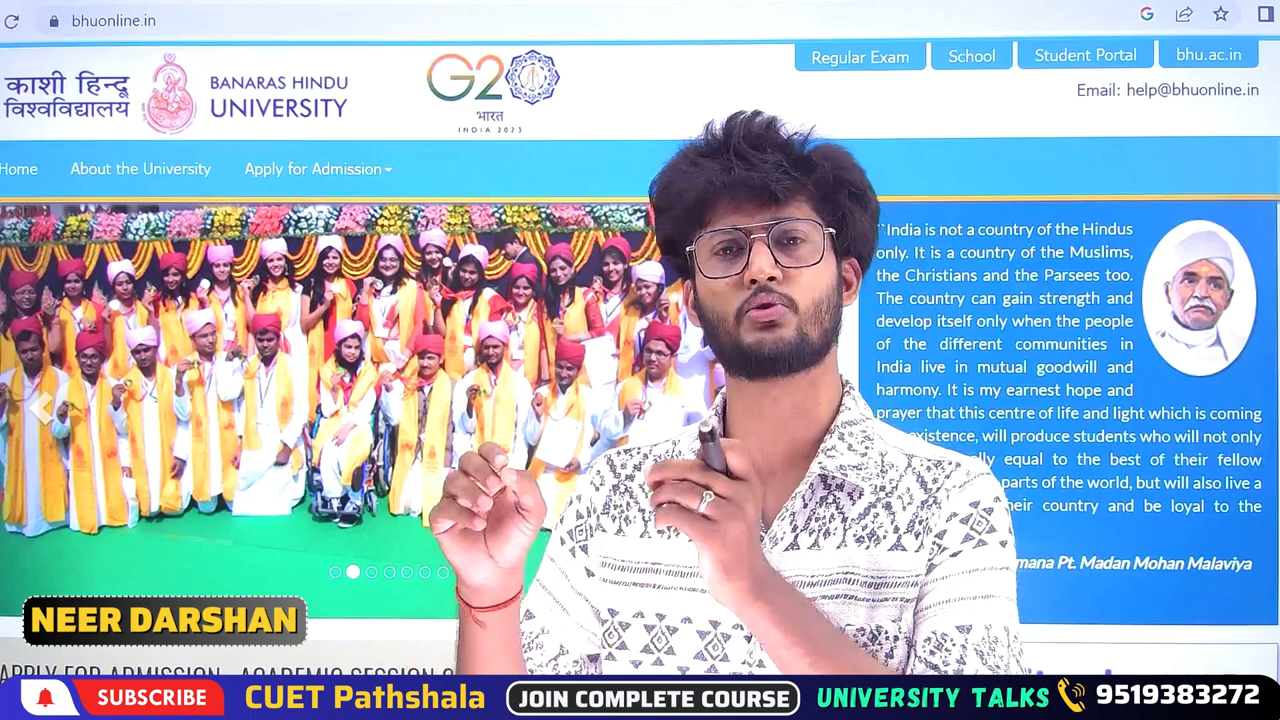 bhuonline.in
काशी हिन्दू
विश्वविद्यालय
BANARAS HINDU
UNIVERSITY
G20
भारत
INDIA 2023
Regular Exam
School
Student Portal
bhu.ac.in
Email: help@bhuonline.in
Home
About the University
Apply for Admission
India is not a country of the Hindus
only. It is a country of the Muslims,
the Christians and the Parsees too.
The country can gain strength and
develop itself only when the people
of the different communities in
India live in mutual goodwill and
harmony. It is my earnest hope and
prayer that this centre of life and light which is coming
existence, will produce students who will not only
equal to the best of their fellow
parts of the world, but will also live a
their country and be loyal to the
Pt. Madan Mohan Malaviya
NEER DARSHAN
APPLY FOR ADMISSION - ACADEMIC SESSION
SUBSCRIBE
CUET Pathshala
JOIN COMPLETE COURSE
UNIVERSITY TALKS
9519383272